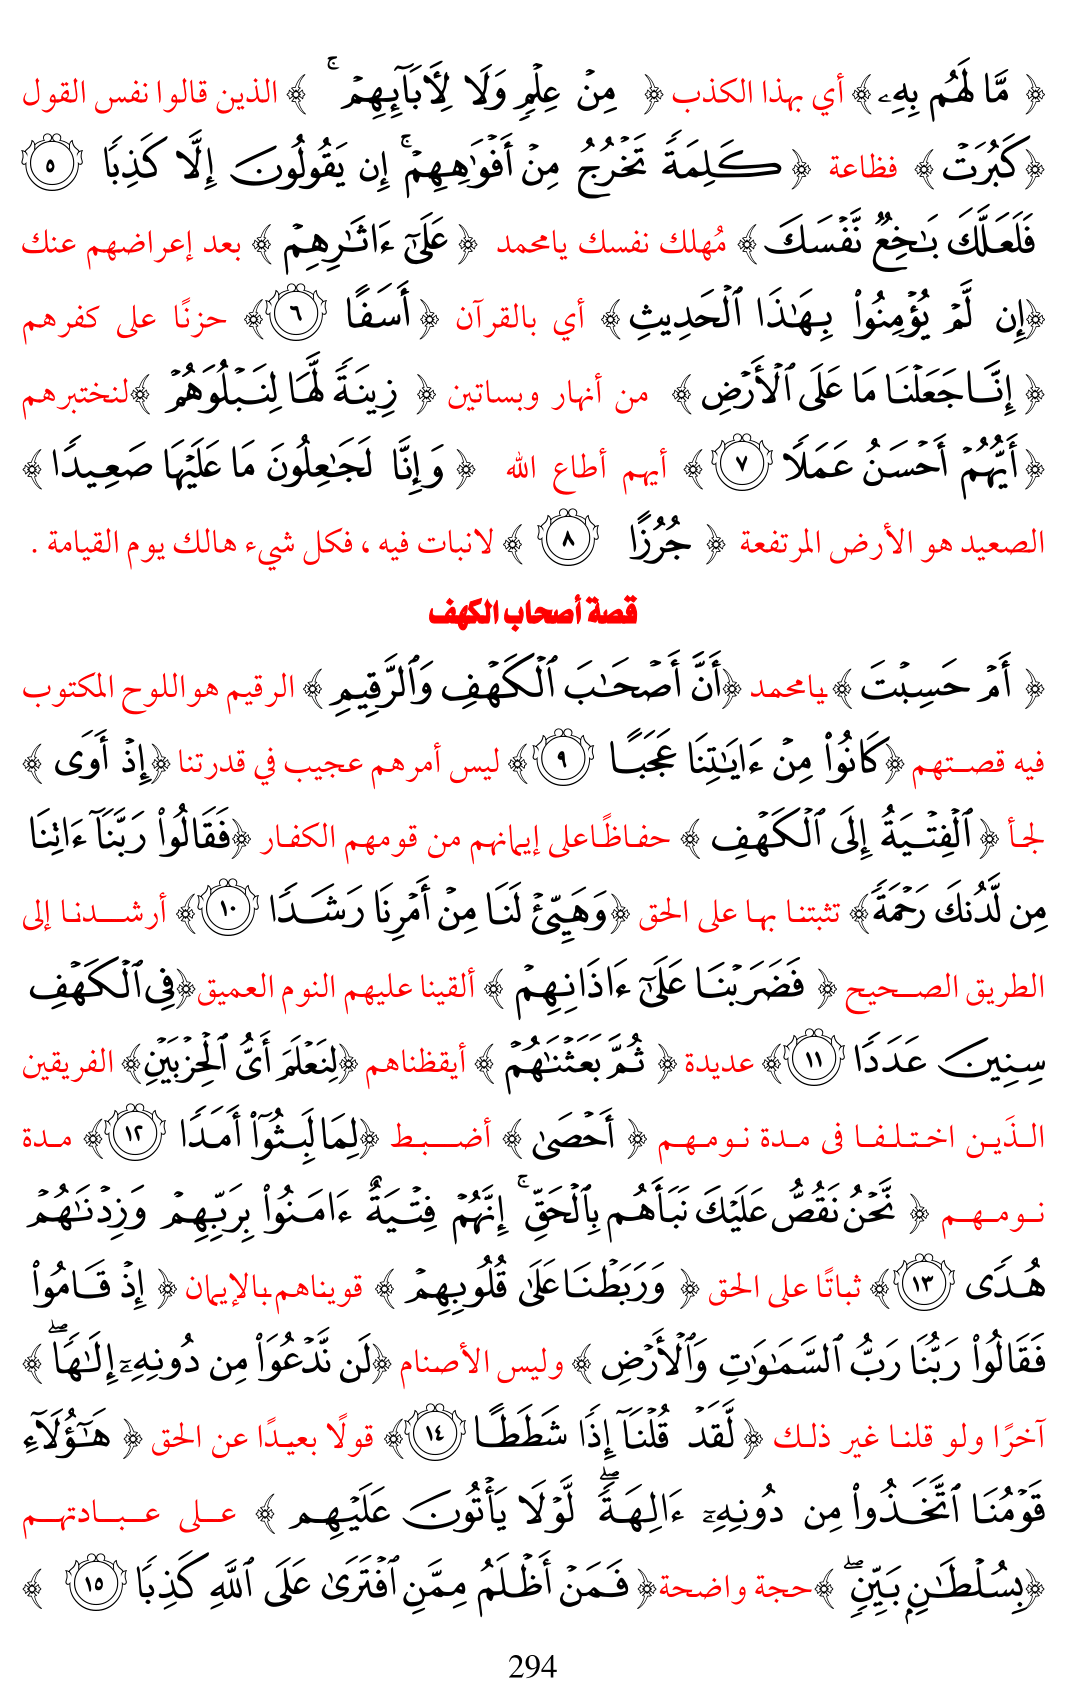 ﴿ مَّا لَهُم بِهِۦ ﴾ أي بهذا الكذب ﴿ مِنۡ عِلۡمٖ وَلَا لِأٓبَآئِهِمۡۚ ﴾ الذين قالوا نفس القول
﴿كَبُرَتۡ ﴾ فظاعة ﴿ كَلِمَةٗ تَخۡرُجُ مِنۡ أَفۡوَٰهِهِمۡۚ إِن يَقُولُونَ إِلَّا كَذِبٗا ٥
فَلَعَلَّكَ بَٰخِعٞ نَّفۡسَكَ﴾ مُهلك نفسك يامحمد ﴿ عَلَىٰٓ ءَاثَٰرِهِمۡ ﴾ بعد إعراضهم عنك
﴿إِن لَّمۡ يُؤۡمِنُواْ بِهَٰذَا ٱلۡحَدِيثِ ﴾ أي بالقرآن ﴿ أَسَفًا ٦﴾ حزنًا على كفرهم
﴿ إِنَّا جَعَلۡنَا مَا عَلَى ٱلۡأَرۡضِ ﴾ من أنهار وبساتين ﴿ زِينَةٗ لَّهَا لِنَبۡلُوَهُمۡ ﴾لنختبرهم
﴿أَيُّهُمۡ أَحۡسَنُ عَمَلٗا ٧﴾ أيهم أطاع الله ﴿ وَإِنَّا لَجَٰعِلُونَ مَا عَلَيۡهَا صَعِيدٗا ﴾
الصعيد هو الأرض المرتفعة ﴿ جُرُزًا ٨ ﴾ لانبات فيه ، فكل شيء هالك يوم القيامة .
قصة أصحاب الكهف
﴿ أَمۡ حَسِبۡتَ ﴾يامحمد ﴿أَنَّ أَصۡحَٰبَ ٱلۡكَهۡفِ وَٱلرَّقِيمِ ﴾ الرقيم هواللوح المكتوب
فيه قصتهم ﴿كَانُواْ مِنۡ ءَايَٰتِنَا عَجَبًا ٩﴾ ليس أمرهم عجيب في قدرتنا ﴿إِذۡ أَوَى ﴾
لجأ ﴿ ٱلۡفِتۡيَةُ إِلَى ٱلۡكَهۡفِ ﴾ حفاظًاعلى إيمانهم من قومهم الكفار ﴿فَقَالُواْ رَبَّنَآ ءَاتِنَا
مِن لَّدُنكَ رَحۡمَةٗ﴾ تثبتنا بها على الحق ﴿وَهَيِّئۡ لَنَا مِنۡ أَمۡرِنَا رَشَدٗا ١٠﴾ أرشدنا إلى
الطريق الصحيح ﴿ فَضَرَبۡنَا عَلَىٰٓ ءَاذَانِهِمۡ ﴾ ألقينا عليهم النوم العميق﴿فِي ٱلۡكَهۡفِ
سِنِينَ عَدَدٗا ١١﴾ عديدة ﴿ ثُمَّ بَعَثۡنَٰهُمۡ ﴾ أيقظناهم ﴿لِنَعۡلَمَ أَيُّ ٱلۡحِزۡبَيۡنِ﴾ الفريقين
الذَين اختلفا فى مدة نومهم ﴿ أَحۡصَىٰ ﴾ أضبط ﴿لِمَا لَبِثُوٓاْ أَمَدٗا ١٢﴾ مدة
نومهم ﴿ نَّحۡنُ نَقُصُّ عَلَيۡكَ نَبَأَهُم بِٱلۡحَقِّۚ إِنَّهُمۡ فِتۡيَةٌ ءَامَنُواْ بِرَبِّهِمۡ وَزِدۡنَٰهُمۡ
هُدٗى ١٣﴾ ثباتًا على الحق ﴿ وَرَبَطۡنَا عَلَىٰ قُلُوبِهِمۡ ﴾ قويناهم بالإيمان ﴿ إِذۡ قَامُواْ
فَقَالُواْ رَبُّنَا رَبُّ ٱلسَّمَٰوَٰتِ وَٱلۡأَرۡضِ ﴾ وليس الأصنام ﴿لَن نَّدۡعُوَاْ مِن دُونِهِۦٓ إِلَٰهٗاۖ ﴾
آخرًا ولو قلنا غير ذلك ﴿ لَّقَدۡ قُلۡنَآ إِذٗا شَطَطًا ١٤﴾ قولًا بعيدًا عن الحق ﴿ هَٰٓؤُلَآءِ
قَوۡمُنَا ٱتَّخَذُواْ مِن دُونِهِۦٓ ءَالِهَةٗۖ لَّوۡلَا يَأۡتُونَ عَلَيۡهِم ﴾ على عبادتهم
﴿بِسُلۡطَٰنِۭ بَيِّنٖۖ ﴾حجة واضحة﴿ فَمَنۡ أَظۡلَمُ مِمَّنِ ٱفۡتَرَىٰ عَلَى ٱللَّهِ كَذِبٗا ١٥ ﴾
294